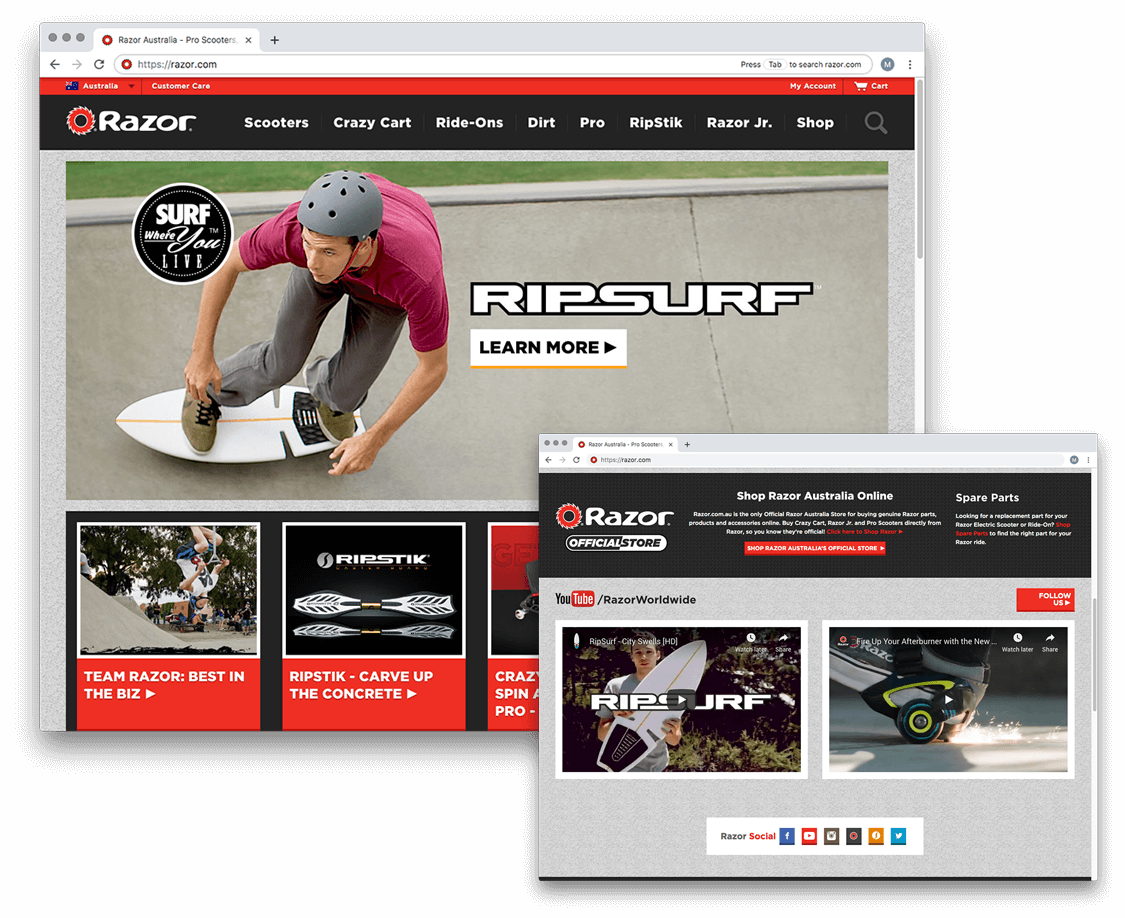 Razor Australia - Pro Scooters,
https://razor.com
Press Tab to search razor.com
M
Australia
Customer Care
My Account
Cart
Razor
Scooters
Crazy Cart
Ride-Ons
Dirt
Pro
RipStik
Razor Jr.
Shop
SURF
Where You
LIVE
TM
RIPSURF
LEARN MORE
RIPSTIK
TEAM RAZOR: BEST IN
THE BIZ
RIPSTIK - CARVE UP
THE CONCRETE
GET
CRAZY
SPIN A
PRO -
Razor Australia - Pro Scooters
https://razor.com
M
Razor
OFFICIAL STORE
Shop Razor Australia Online
Razor.com.au is the only Official Razor Australia Store for buying genuine Razor parts,
products and accessories online. Buy Crazy Cart, Razor Jr. and Pro Scooters directly from
Razor, so you know they're official! Click here to Shop Razor
SHOP RAZOR AUSTRALIA'S OFFICIAL STORE
Spare Parts
Looking for a replacement part for your
Razor Electric Scooter or Ride-On? Shop
Spare Parts to find the right part for your
Razor ride.
YouTube /RazorWorldwide
FOLLOW
US
RipSurf - City Swells [HD]
Watch later
Share
RIPSURF
Fire Up Your Afterburner with the New ...
Watch later
Share
Razor Social